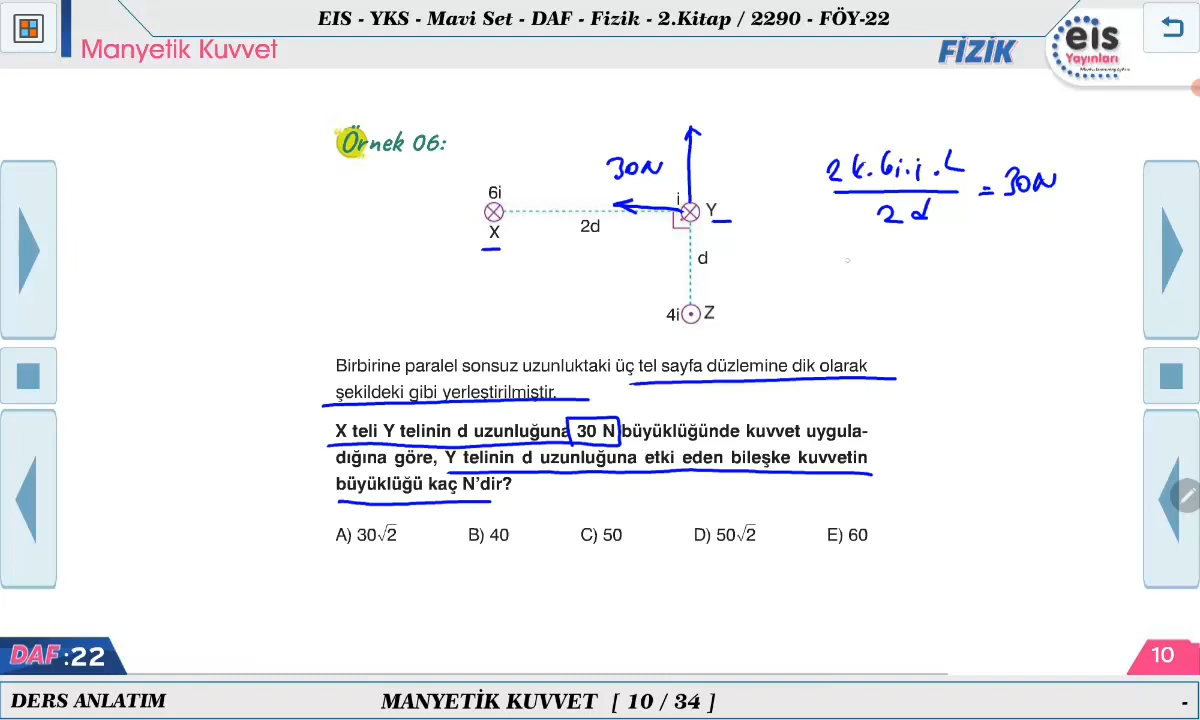 EIS - YKS - Mavi Set - DAF - Fizik - 2.Kitap / 2290 - FÖY-22
Manyetik Kuvvet
FİZİK
eis
Yayınları
Örnek 06:
30N
6i
i
Y
X
2d
d
4i
Z
2k.6i.i.L
2d
= 30N
Birbirine paralel sonsuz uzunluktaki üç tel sayfa düzlemine dik olarak
şekildeki gibi yerleştirilmiştir.
X teli Y telinin d uzunluğuna 30 N büyüklüğünde kuvvet uygula-
dığına göre, Y telinin d uzunluğuna etki eden bileşke kuvvetin
büyüklüğü kaç N'dir?
A) 30√2 B) 40 C) 50 D) 50√2 E) 60
DAF:22
10
DERS ANLATIM
MANYETİK KUVVET [ 10 / 34 ]
-